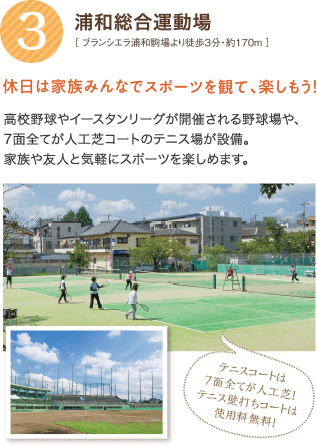 3
浦和総合運動場
［ ブランシエラ浦和駒場より徒歩3分・約170m ］
休日は家族みんなでスポーツを観て、楽しもう!
高校野球やイースタンリーグが開催される野球場や、
7面全てが人工芝コートのテニス場が設備。
家族や友人と気軽にスポーツを楽しめます。
テニスコートは
7面全てが人工芝!
テニス壁打ちコートは
使用料無料!